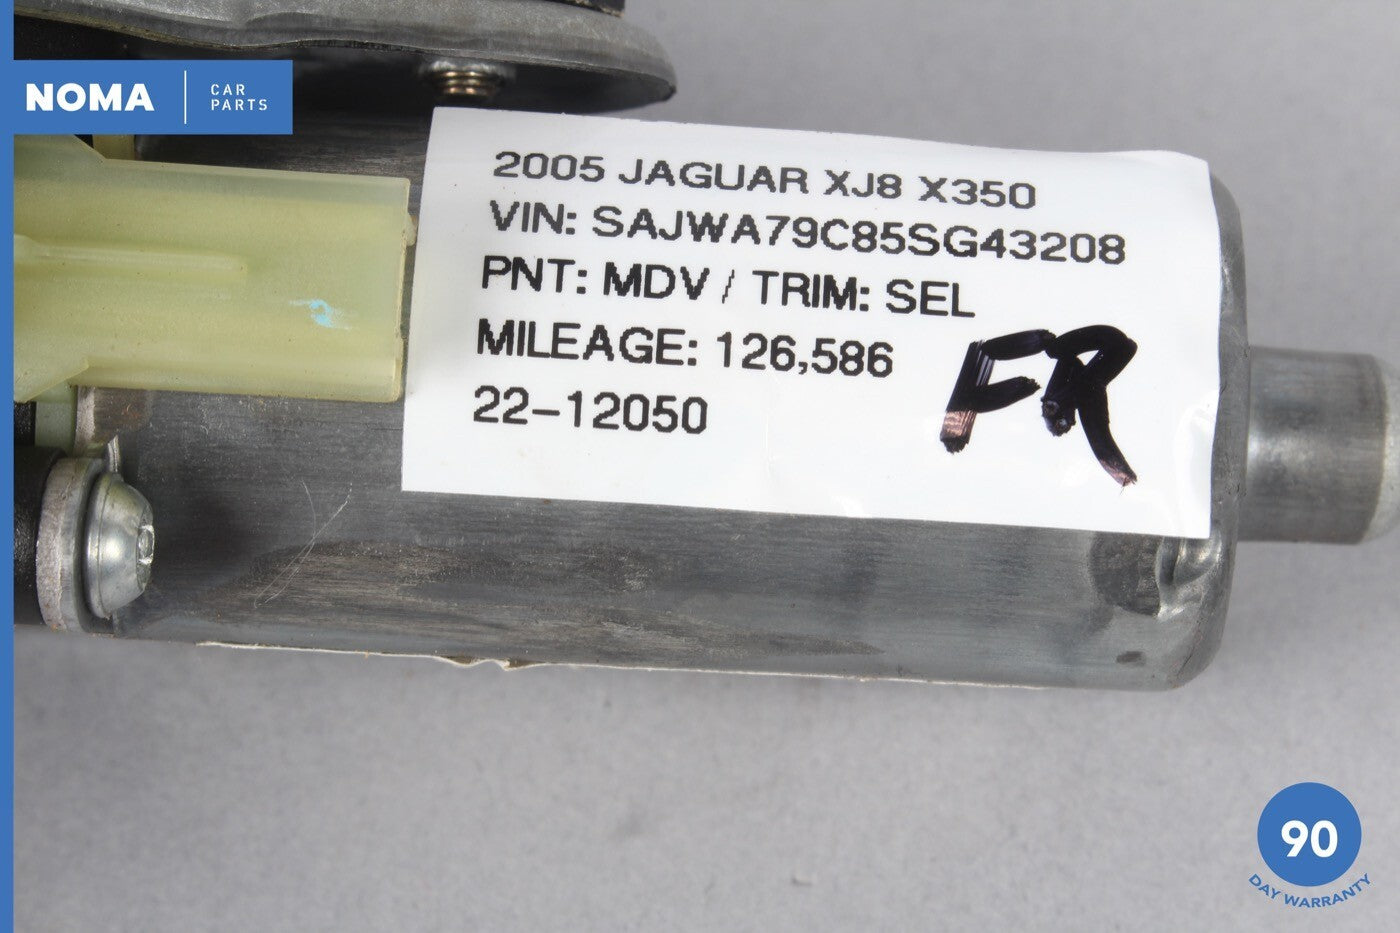 NOMA
CAR
PARTS
2005 JAGUAR XJ8 X350
VIN: SAJWA79C85SG43208
PNT: MDV / TRIM: SEL
MILEAGE: 126,586
22-12050
FR
90
DAY WARRANTY